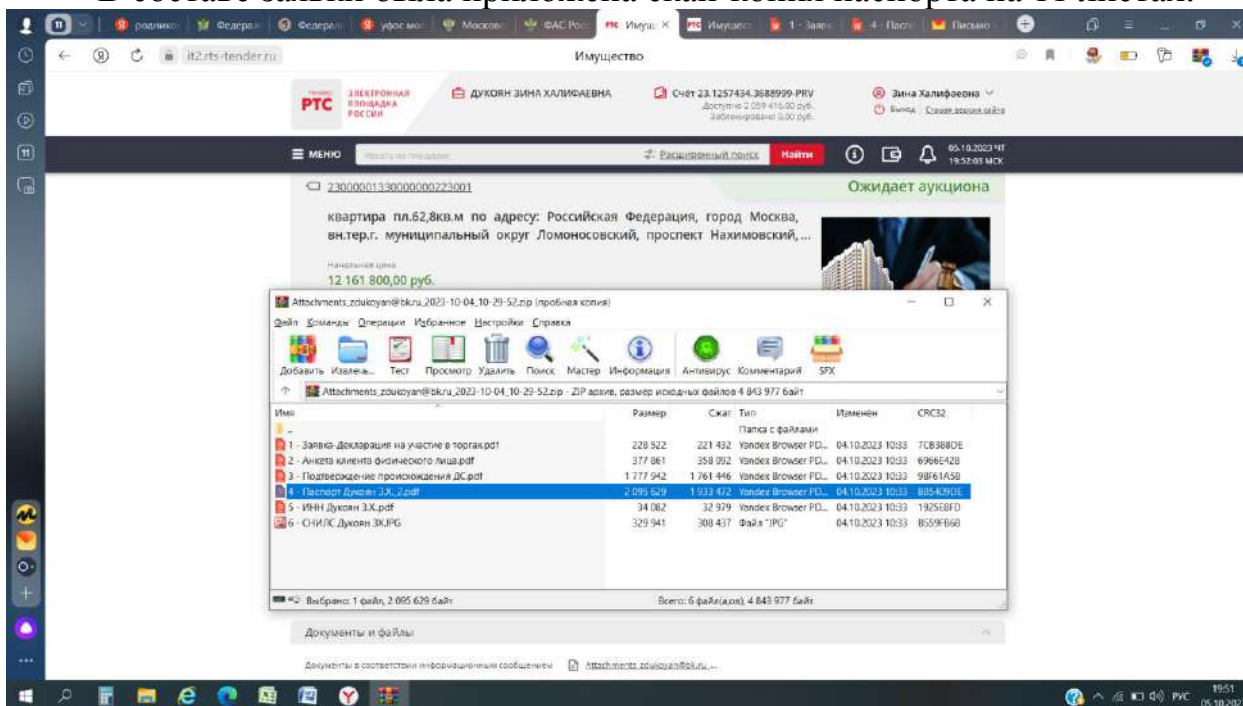 В составе заявки была приложена скан-копия паспорта на 11 листах:
Имущество
it2.rts-tender.ru
РТС
ЭЛЕКТРОННАЯ
ПЛОЩАДКА
РОССИИ
ДУКОЯН ЗИНА ХАЛИФАЕВНА
Счёт 23.1257434.3688999-PRV
Доступно 2 059 416,00 руб.
Заблокировано 0,00 руб.
Зина Халифаевна
Выход Старая версия сайта
МЕНЮ
Искать на площадке
Расширенный поиск
Найти
05.10.2023 ЧТ
19:52:03 МСК
23000001330000000223001
Ожидает аукциона
квартира пл.62,8кв.м по адресу: Российская Федерация, город Москва,
вн.тер.г. муниципальный округ Ломоносовский, проспект Нахимовский,...
Начальная цена
12 161 800,00 руб.
Attachments_zdukoyan@bk.ru_2023-10-04_10-29-52.zip (пробная копия)
Файл Команды Операции Избранное Настройки Справка
Добавить Извлечь... Тест Просмотр Удалить Поиск Мастер Информация Антивирус Комментарий SFX
Attachments_zdukoyan@bk.ru_2023-10-04_10-29-52.zip - ZIP архив, размер исходных файлов 4 843 977 байт
Имя Размер Сжат Тип Изменён CRC32
.. Папка с файлами
1 - Заявка-Декларация на участие в торгах.pdf 228 522 221 432 Yandex Browser PD... 04.10.2023 10:33 7CB388DE
2 - Анкета клиента физического лица.pdf 377 861 358 092 Yandex Browser PD... 04.10.2023 10:33 6966E42B
3 - Подтверждение происхождения ДС.pdf 1 777 942 1 761 446 Yandex Browser PD... 04.10.2023 10:33 98F61A5B
4 - Паспорт Дукоян З.Х._2.pdf 2 095 629 1 933 472 Yandex Browser PD... 04.10.2023 10:33
5 - ИНН Дукоян З.Х.pdf 34 082 32 979 Yandex Browser PD... 04.10.2023 10:33 1925EBFD
6 - СНИЛС Дукоян ЗХ.JPG 329 941 308 437 Файл "JPG" 04.10.2023 10:33 B559FB6B
Выбрано: 1 файл, 2 095 629 байт
Всего: 6 файл(а,ов), 4 843 977 байт
Документы и файлы
Документы в соответствии информационным сообщением
Attachments_zdukoyan@bk.ru_...
РУС
19:51